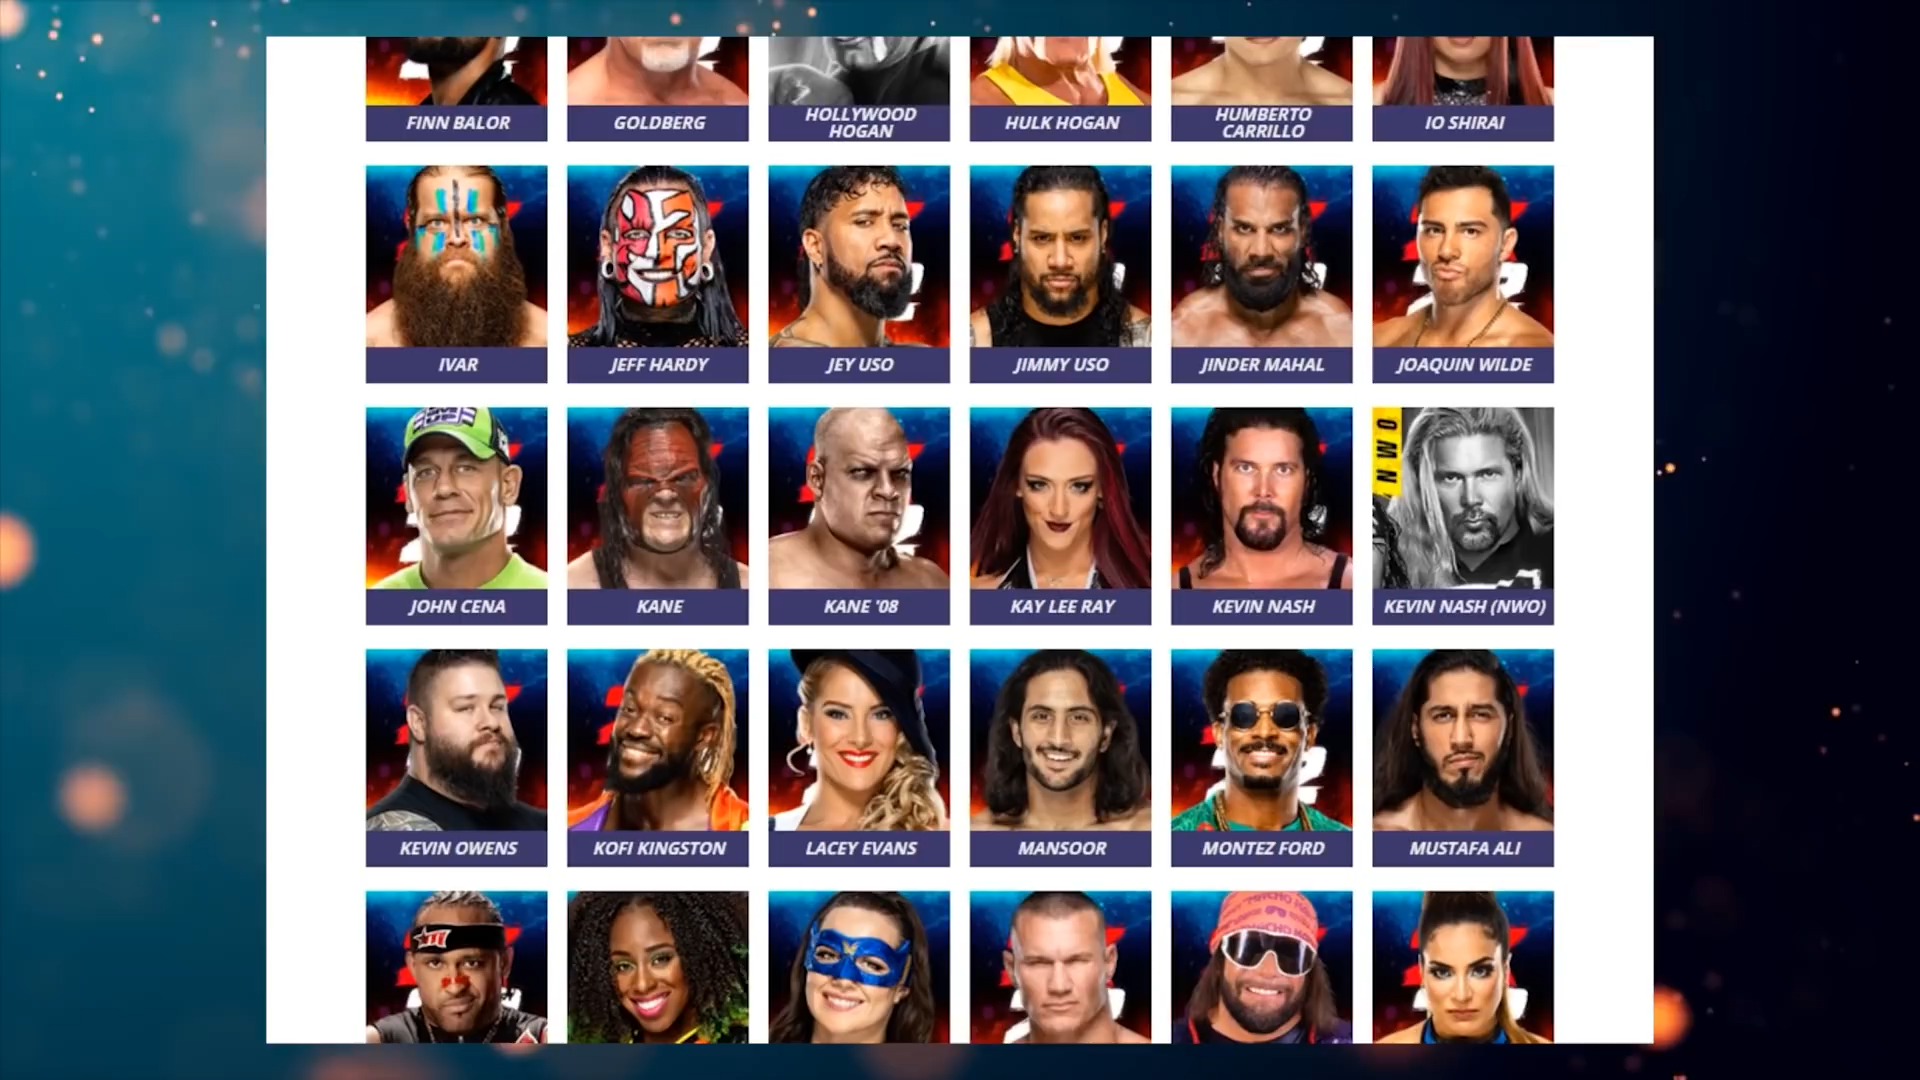 FINN BALOR
GOLDBERG
HOLLYWOOD
HOGAN
HULK HOGAN
HUMBERTO
CARRILLO
IO SHIRAI
IVAR
JEFF HARDY
JEY USO
JIMMY USO
JINDER MAHAL
JOAQUIN WILDE
NWO
JOHN CENA
KANE
KANE '08
KAY LEE RAY
KEVIN NASH
KEVIN NASH (NWO)
KEVIN OWENS
KOFI KINGSTON
LACEY EVANS
MANSOOR
MONTEZ FORD
MUSTAFA ALI